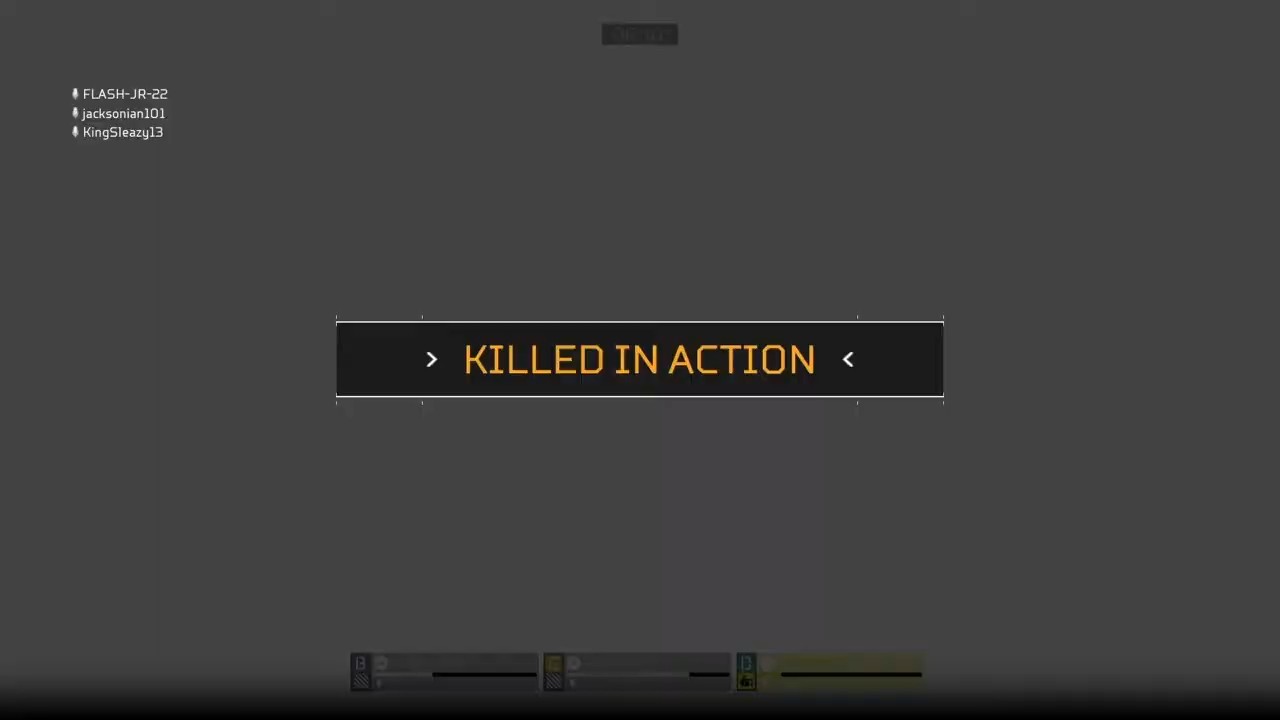 FLASH-JR-22
jacksonian101
KingSleazy13
> KILLED IN ACTION <
B
B